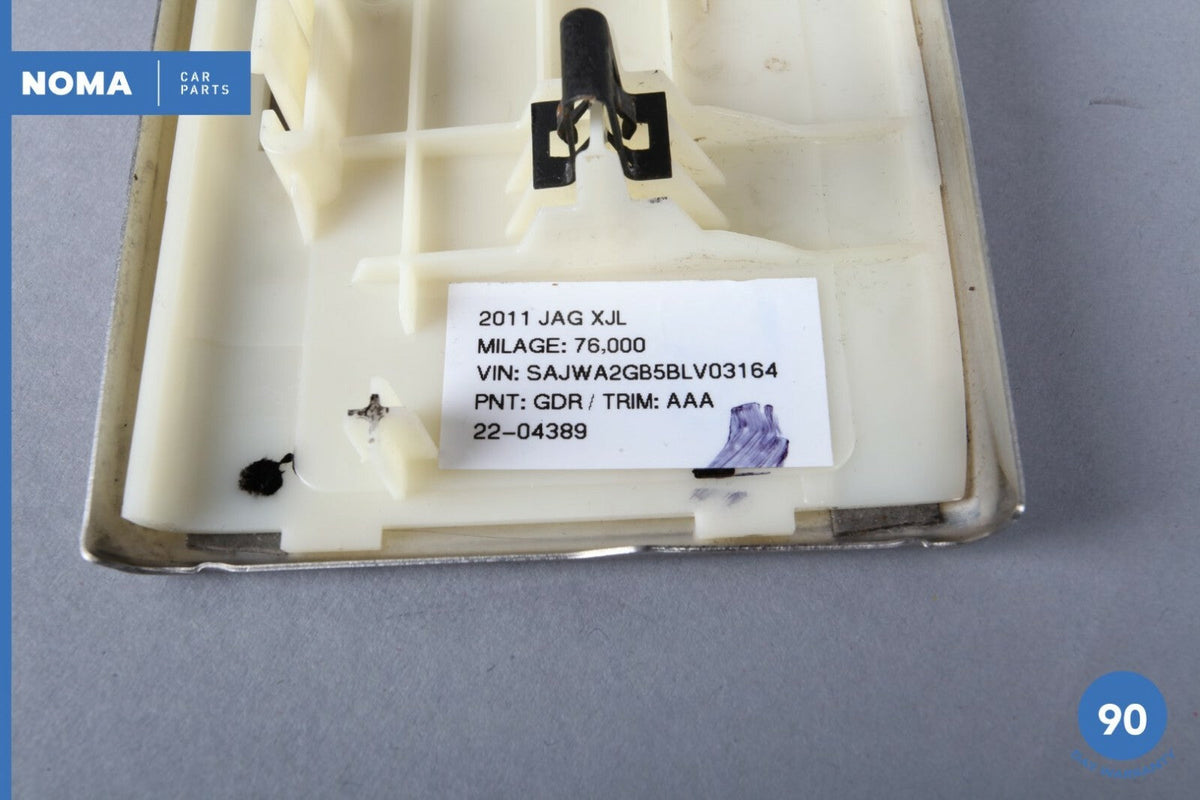 NOMA
CAR
PARTS
2011 JAG XJL
MILAGE: 76,000
VIN: SAJWA2GB5BLV03164
PNT: GDR / TRIM: AAA
22-04389
90